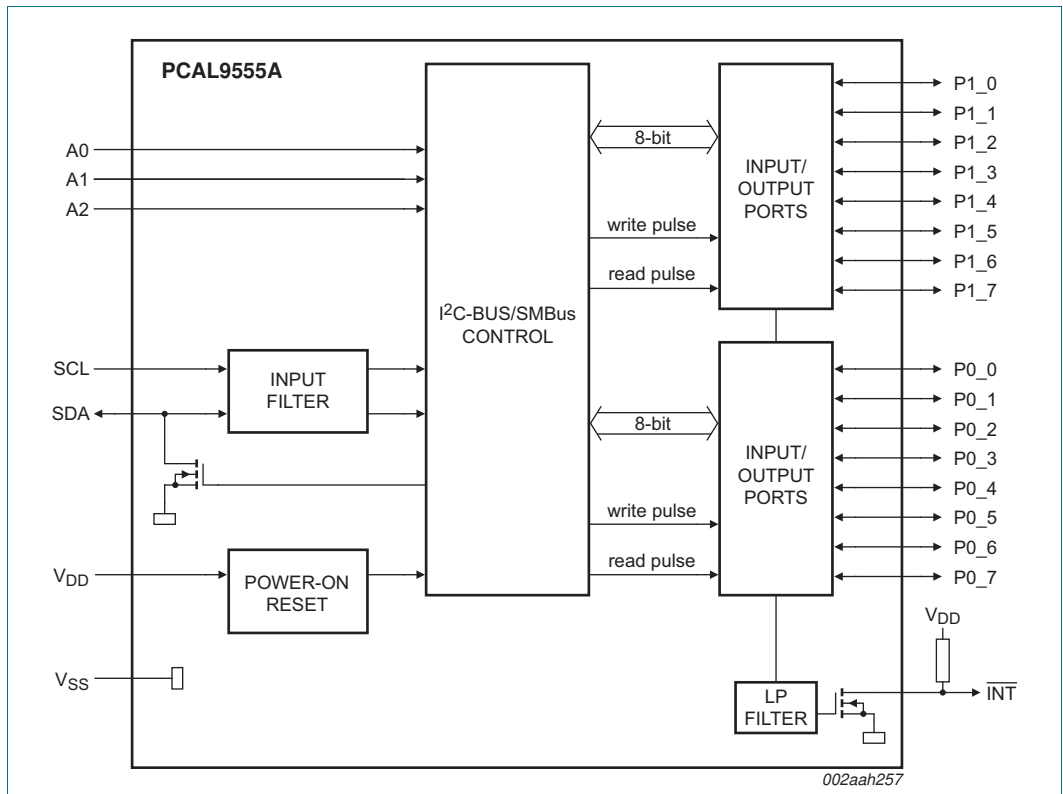 PCAL9555A
A0
A1
A2
SCL
SDA
VDD
VSS
INPUT
FILTER
POWER-ON
RESET
I2C-BUS/SMBus
CONTROL
8-bit
write pulse
read pulse
INPUT/
OUTPUT
PORTS
P1_0
P1_1
P1_2
P1_3
P1_4
P1_5
P1_6
P1_7
8-bit
write pulse
read pulse
INPUT/
OUTPUT
PORTS
P0_0
P0_1
P0_2
P0_3
P0_4
P0_5
P0_6
P0_7
VDD
INT
LP
FILTER
002aah257